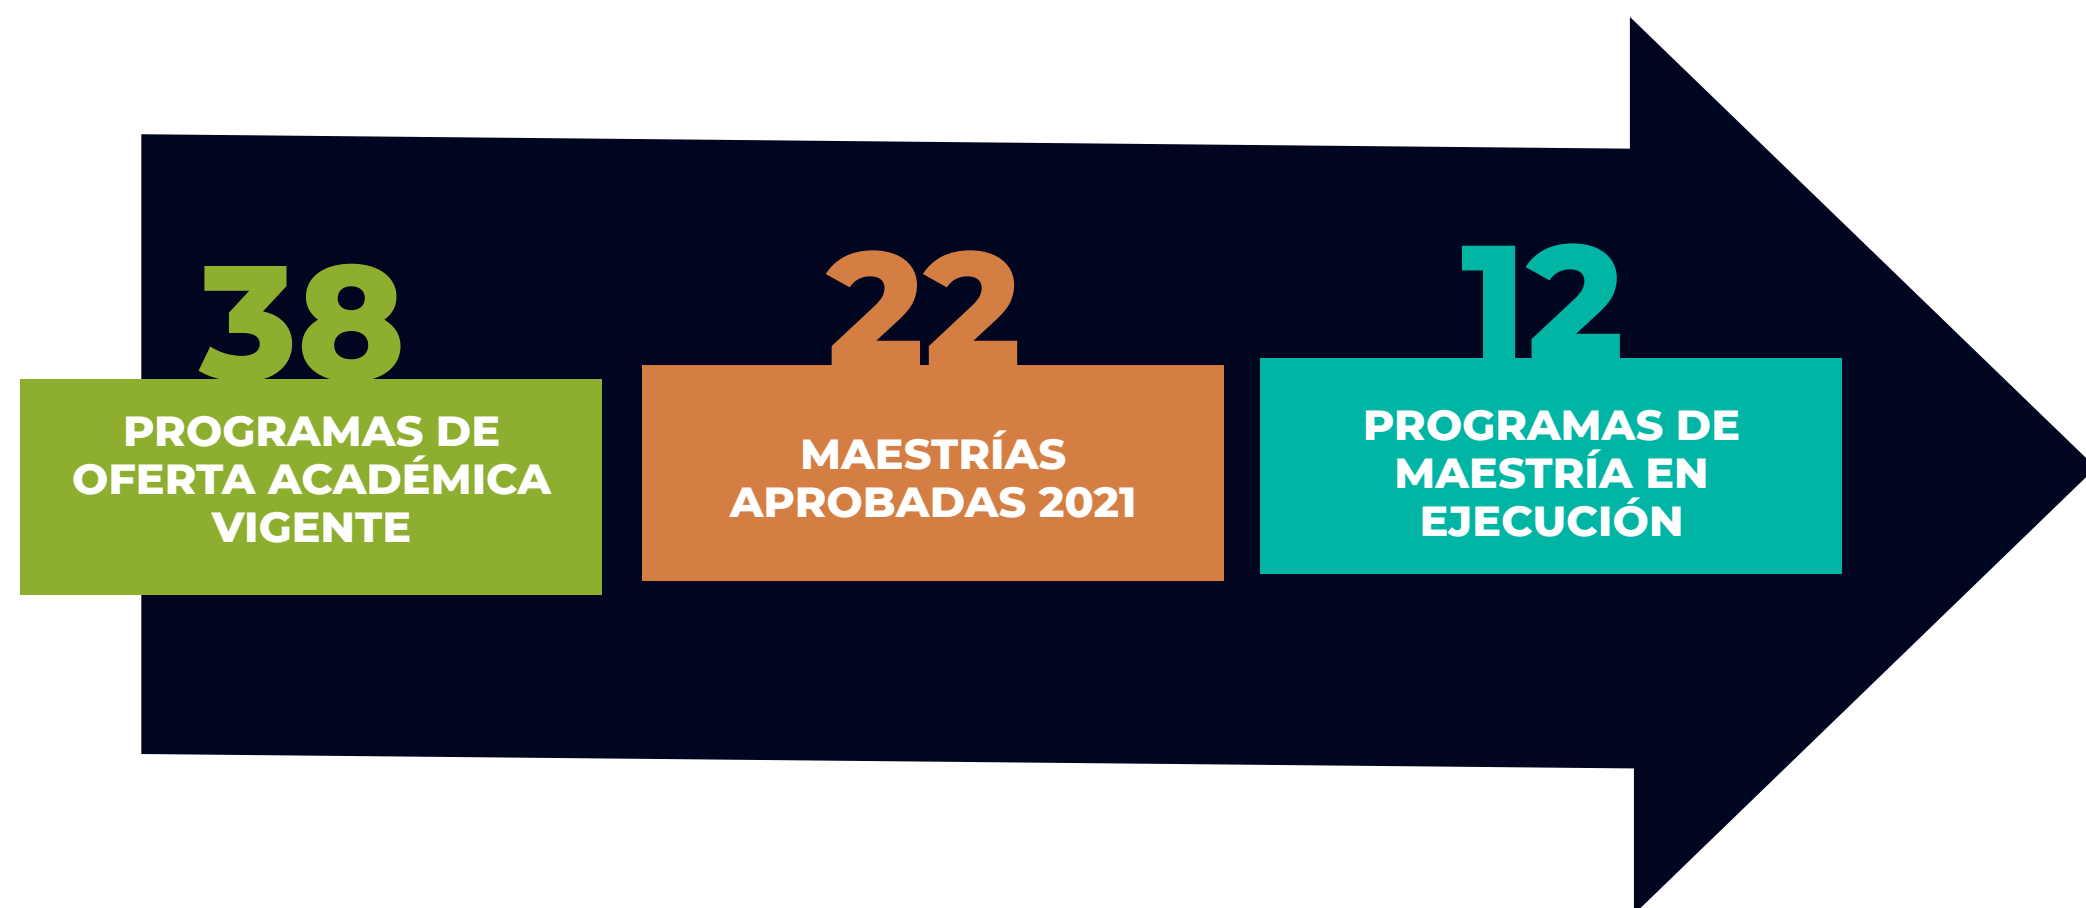 38
PROGRAMAS DE
OFERTA ACADÉMICA
VIGENTE
22
MAESTRÍAS
APROBADAS 2021
12
PROGRAMAS DE
MAESTRÍA EN
EJECUCIÓN